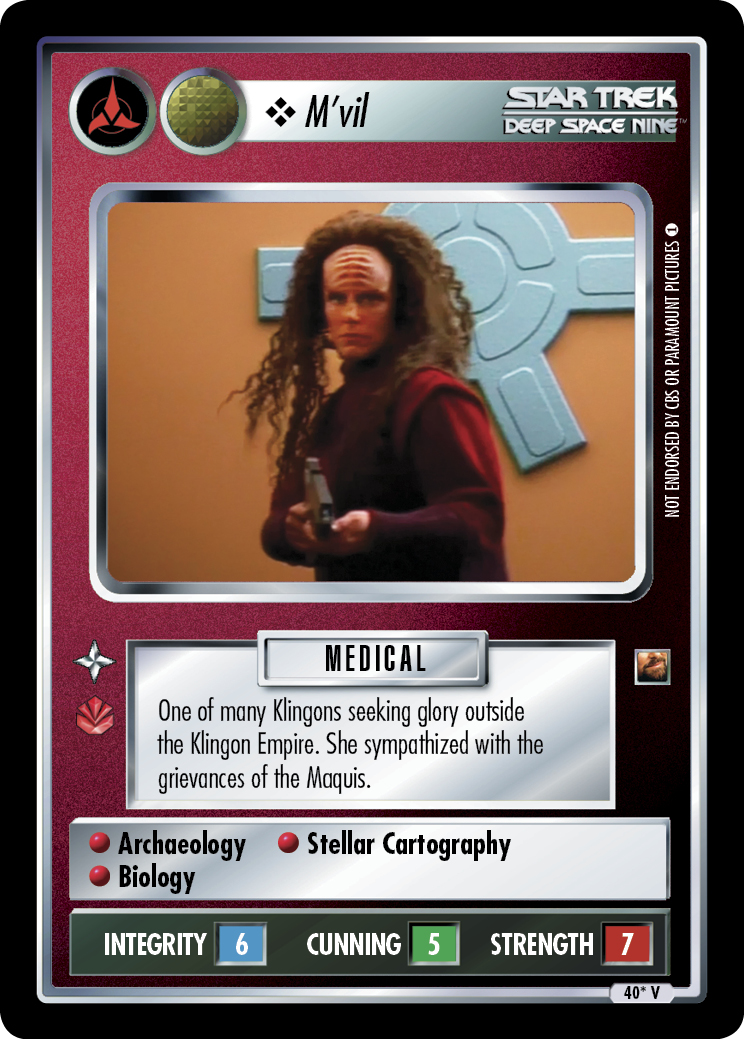 ❖ M'vil
STAR TREK
DEEP SPACE NINE™
NOT ENDORSED BY CBS OR PARAMOUNT PICTURES 1
MEDICAL
One of many Klingons seeking glory outside
the Klingon Empire. She sympathized with the
grievances of the Maquis.
Archaeology Stellar Cartography
Biology
INTEGRITY 6 CUNNING 5 STRENGTH 7
40* V